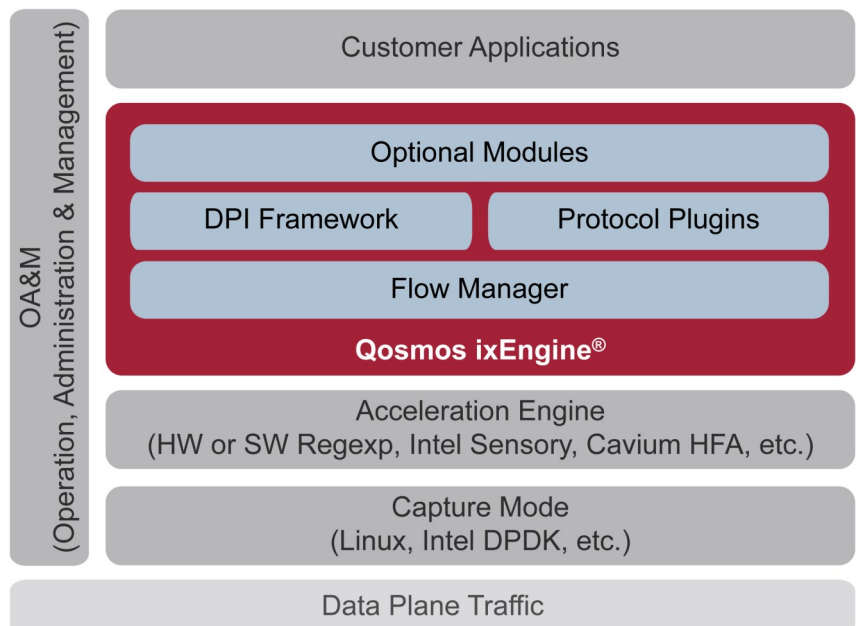 OA&M
(Operation, Administration & Management)
Customer Applications
Optional Modules
DPI Framework
Protocol Plugins
Flow Manager
Qosmos ixEngine®
Acceleration Engine
(HW or SW Regexp, Intel Sensory, Cavium HFA, etc.)
Capture Mode
(Linux, Intel DPDK, etc.)
Data Plane Traffic